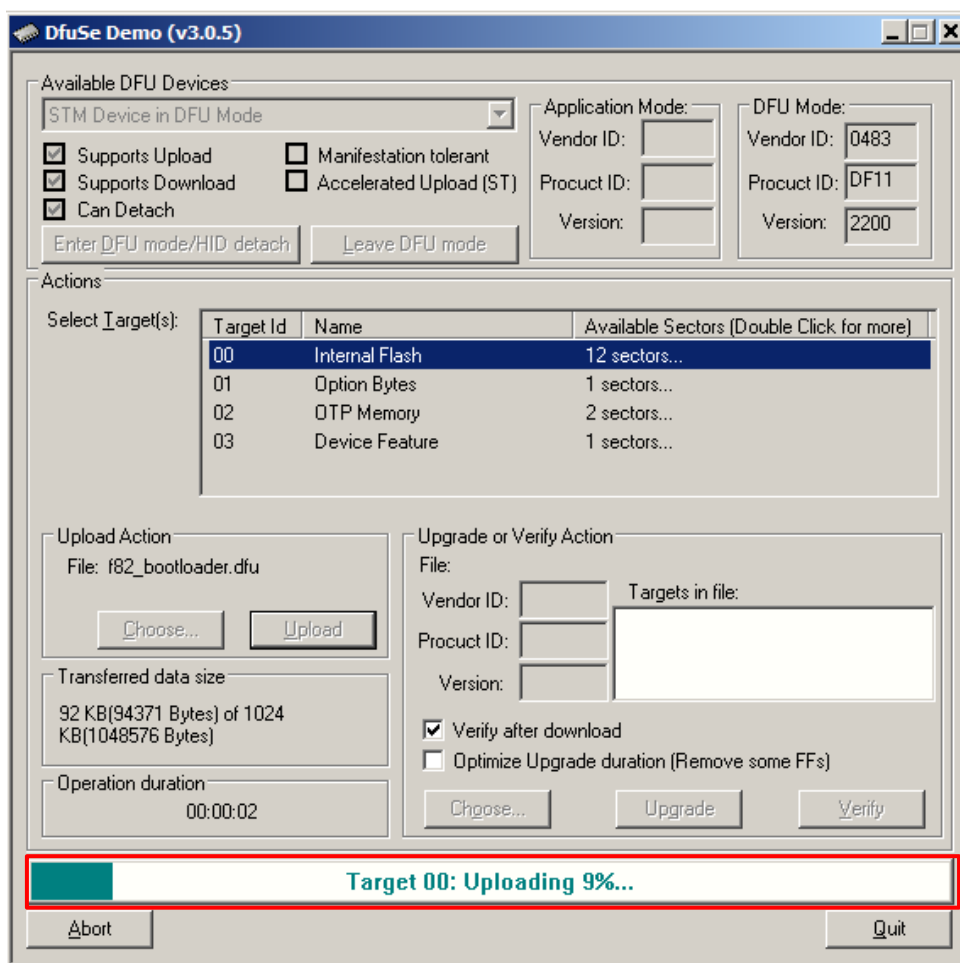 DfuSe Demo (v3.0.5)
Available DFU Devices
STM Device in DFU Mode
Supports Upload
Manifestation tolerant
Supports Download
Accelerated Upload (ST)
Can Detach
Enter DFU mode/HID detach
Leave DFU mode
Application Mode:
Vendor ID:
Procuct ID:
Version:
DFU Mode:
Vendor ID: 0483
Procuct ID: DF11
Version: 2200
Actions
Select Target(s):
Target Id Name Available Sectors (Double Click for more)
00 Internal Flash 12 sectors...
01 Option Bytes 1 sectors...
02 OTP Memory 2 sectors...
03 Device Feature 1 sectors...
Upload Action
File: f82_bootloader.dfu
Choose... Upload
Transferred data size
92 KB(94371 Bytes) of 1024
KB(1048576 Bytes)
Operation duration
00:00:02
Upgrade or Verify Action
File:
Vendor ID:
Procuct ID:
Version:
Targets in file:
Verify after download
Optimize Upgrade duration (Remove some FFs)
Choose... Upgrade Verify
Target 00: Uploading 9%...
Abort Quit